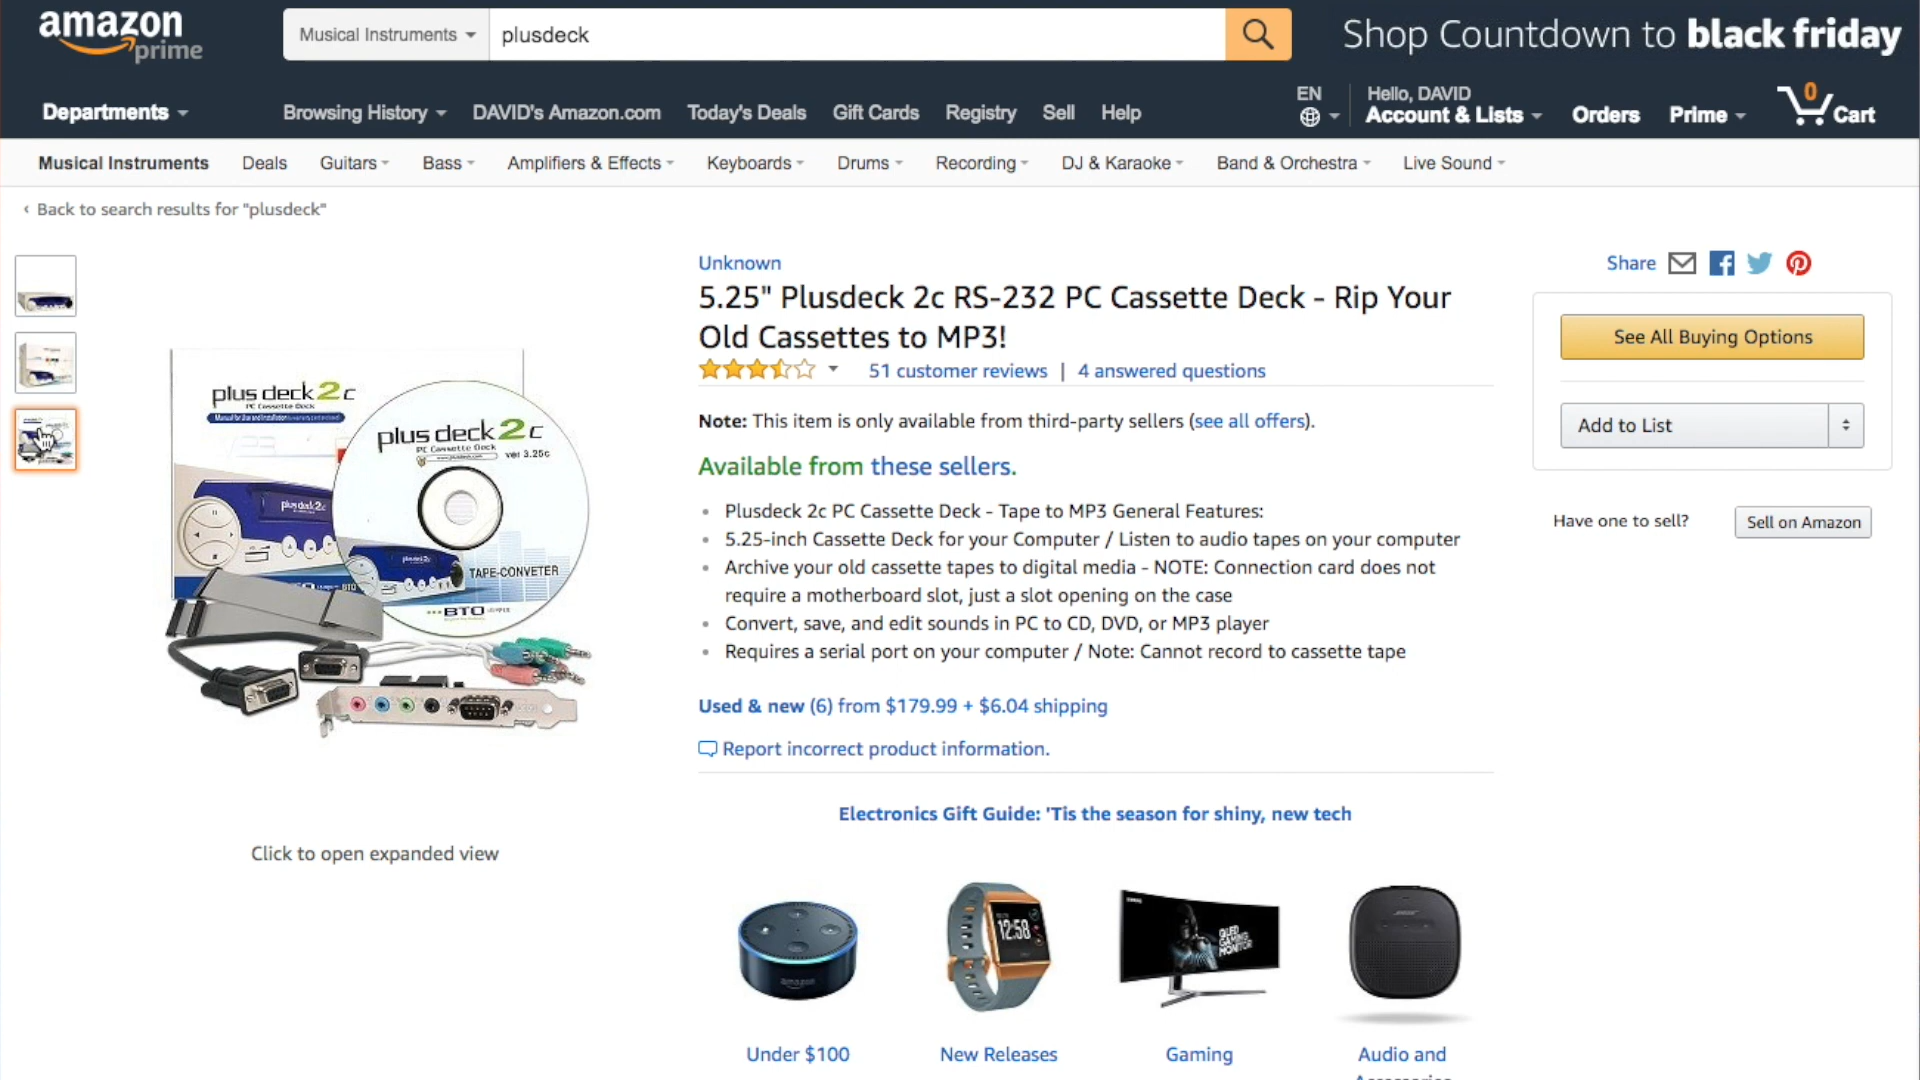 amazon
prime
Musical Instruments
plusdeck
Shop Countdown to black friday
Departments
Browsing History
DAVID's Amazon.com
Today's Deals
Gift Cards
Registry
Sell
Help
EN
Hello, DAVID
Account & Lists
Orders
Prime
0
Cart
Musical Instruments
Deals
Guitars
Bass
Amplifiers & Effects
Keyboards
Drums
Recording
DJ & Karaoke
Band & Orchestra
Live Sound
‹ Back to search results for "plusdeck"
Unknown
5.25" Plusdeck 2c RS-232 PC Cassette Deck - Rip Your
Old Cassettes to MP3!
51 customer reviews | 4 answered questions
Note: This item is only available from third-party sellers (see all offers).
Available from these sellers.
• Plusdeck 2c PC Cassette Deck - Tape to MP3 General Features:
• 5.25-inch Cassette Deck for your Computer / Listen to audio tapes on your computer
• Archive your old cassette tapes to digital media - NOTE: Connection card does not
require a motherboard slot, just a slot opening on the case
• Convert, save, and edit sounds in PC to CD, DVD, or MP3 player
• Requires a serial port on your computer / Note: Cannot record to cassette tape
Used & new (6) from $179.99 + $6.04 shipping
Report incorrect product information.
Share
See All Buying Options
Add to List
Have one to sell?
Sell on Amazon
plus deck 2c
PC Cassette Deck
plus deck 2c
PC Cassette Deck
ver 3.25c
plus deck 2c
TAPE-CONVETER
BTO
Click to open expanded view
Electronics Gift Guide: 'Tis the season for shiny, new tech
amazon
12:58
SAMSUNG
QLED
GAMING
MONITOR
BOSE
Under $100
New Releases
Gaming
Audio and